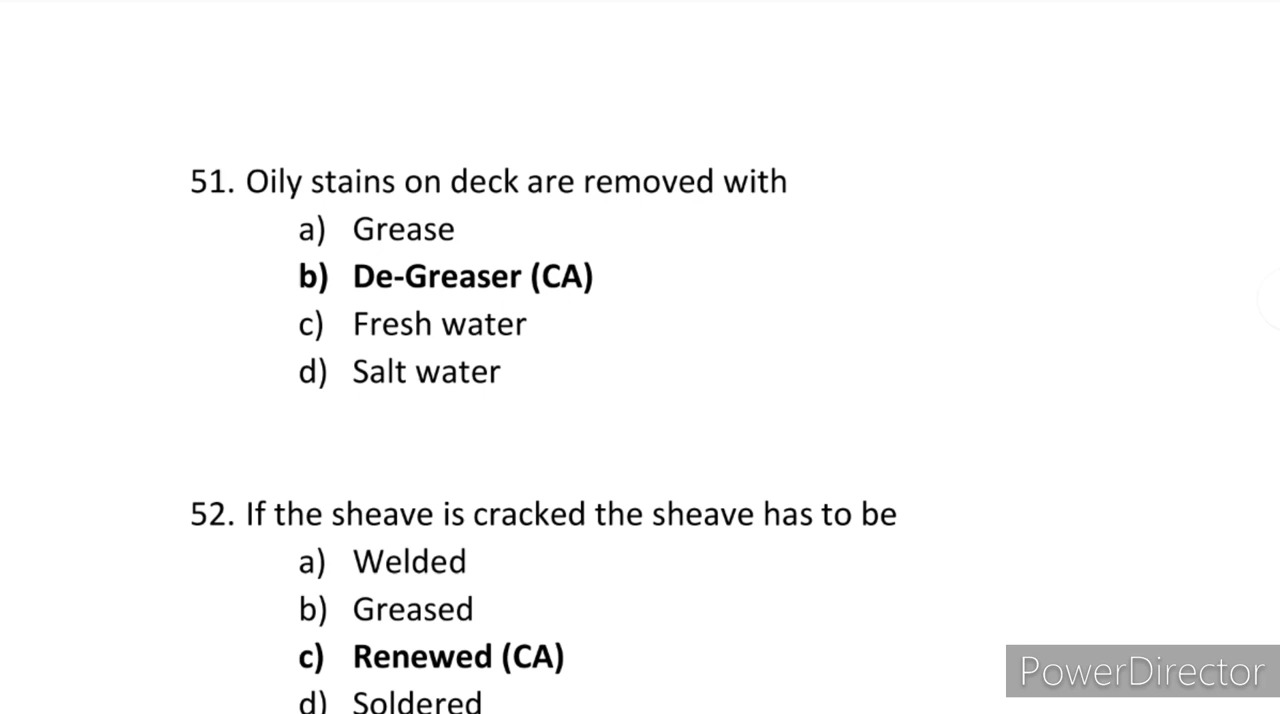 51. Oily stains on deck are removed with
a) Grease
b) De-Greaser (CA)
c) Fresh water
d) Salt water
52. If the sheave is cracked the sheave has to be
a) Welded
b) Greased
c) Renewed (CA)
d) Soldered
PowerDirector